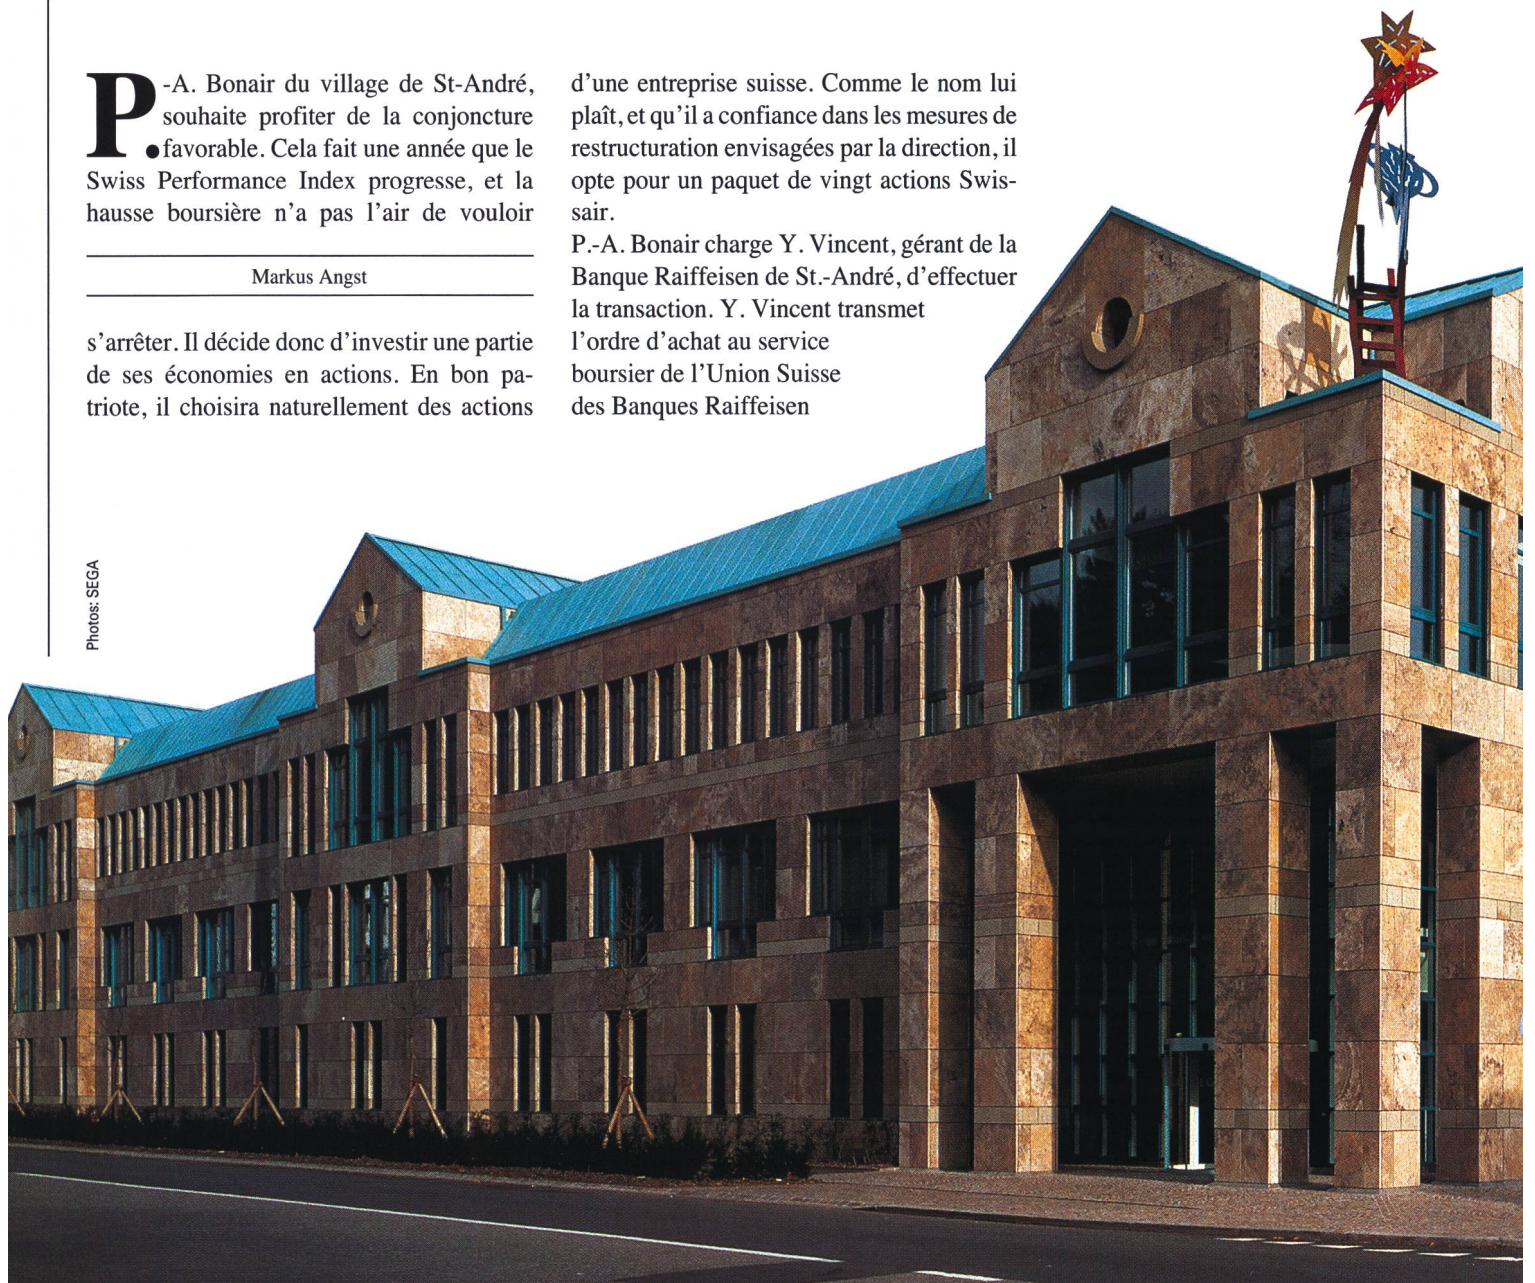 P.-A. Bonair du village de St-André,
souhaite profiter de la conjoncture
favorable. Cela fait une année que le
Swiss Performance Index progresse, et la
hausse boursière n'a pas l'air de vouloir
Markus Angst
s'arrêter. Il décide donc d'investir une partie
de ses économies en actions. En bon pa-
triote, il choisira naturellement des actions
d'une entreprise suisse. Comme le nom lui
plaît, et qu'il a confiance dans les mesures de
restructuration envisagées par la direction, il
opte pour un paquet de vingt actions Swis-
sair.
P.-A. Bonair charge Y. Vincent, gérant de la
Banque Raiffeisen de St.-André, d'effectuer
la transaction. Y. Vincent transmet
l'ordre d'achat au service
boursier de l'Union Suisse
des Banques Raiffeisen
Photos: SEGA